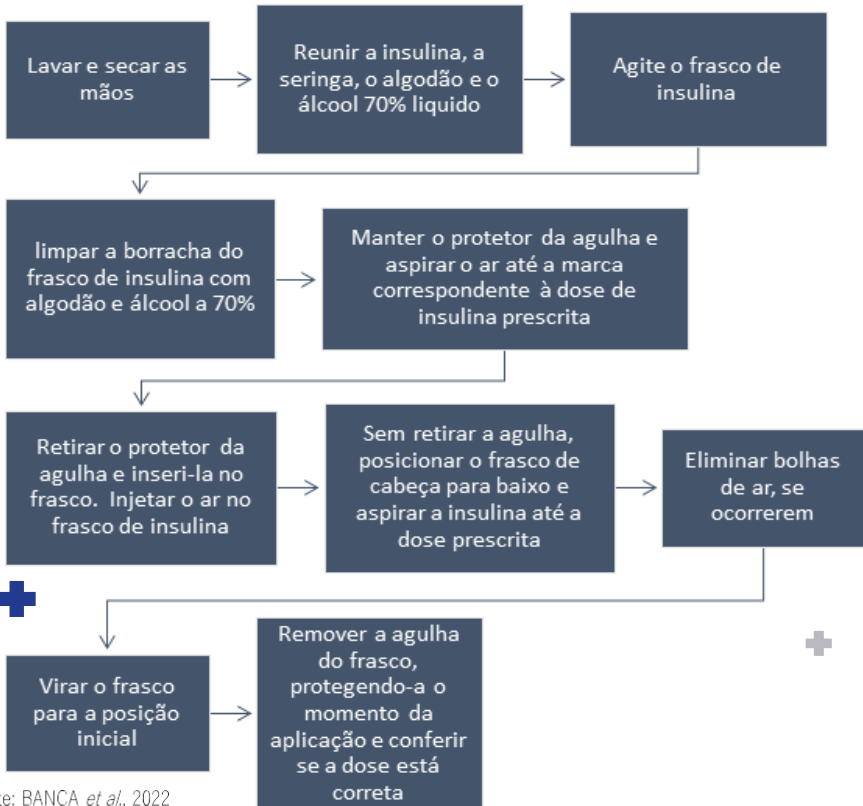 Lavar e secar as
mãos
Reunir a insulina, a
seringa, o algodão e o
álcool 70% liquido
Agite o frasco de
insulina
limpar a borracha do
frasco de insulina com
algodão e álcool a 70%
Manter o protetor da agulha e
aspirar o ar até a marca
correspondente à dose de
insulina prescrita
Retirar o protetor da
agulha e inseri-la no
frasco. Injetar o ar no
frasco de insulina
Sem retirar a agulha,
posicionar o frasco de
cabeça para baixo e
aspirar a insulina até a
dose prescrita
Eliminar bolhas
de ar, se
ocorrerem
Virar o frasco
para a posição
inicial
Remover a agulha
do frasco,
protegendo-a o
momento da
aplicação e conferir
se a dose está
correta
te: BANCA et al., 2022